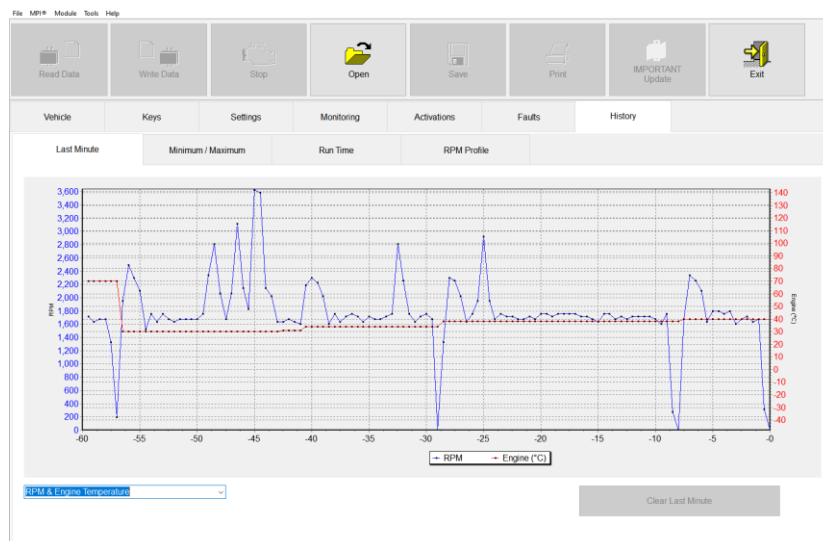 File MPI® Module Tools Help
Read Data Write Data Stop Open Save Print IMPORTANT Update Exit
Vehicle Keys Settings Monitoring Activations Faults History
Last Minute Minimum / Maximum Run Time RPM Profile
3,600 140
3,400 130
3,200 120
3,000 110
2,800 100
2,600 90
2,400 80
2,200 70
2,000 60
1,800 50
1,600 40
1,400 30
1,200 20
1,000 10
800 0
600 -10
400 -20
200 -30
0 -40
RPM
Engine (°C)
-60 -55 -50 -45 -40 -35 -30 -25 -20 -15 -10 -5 -0
RPM Engine (°C)
RPM & Engine Temperature
Clear Last Minute